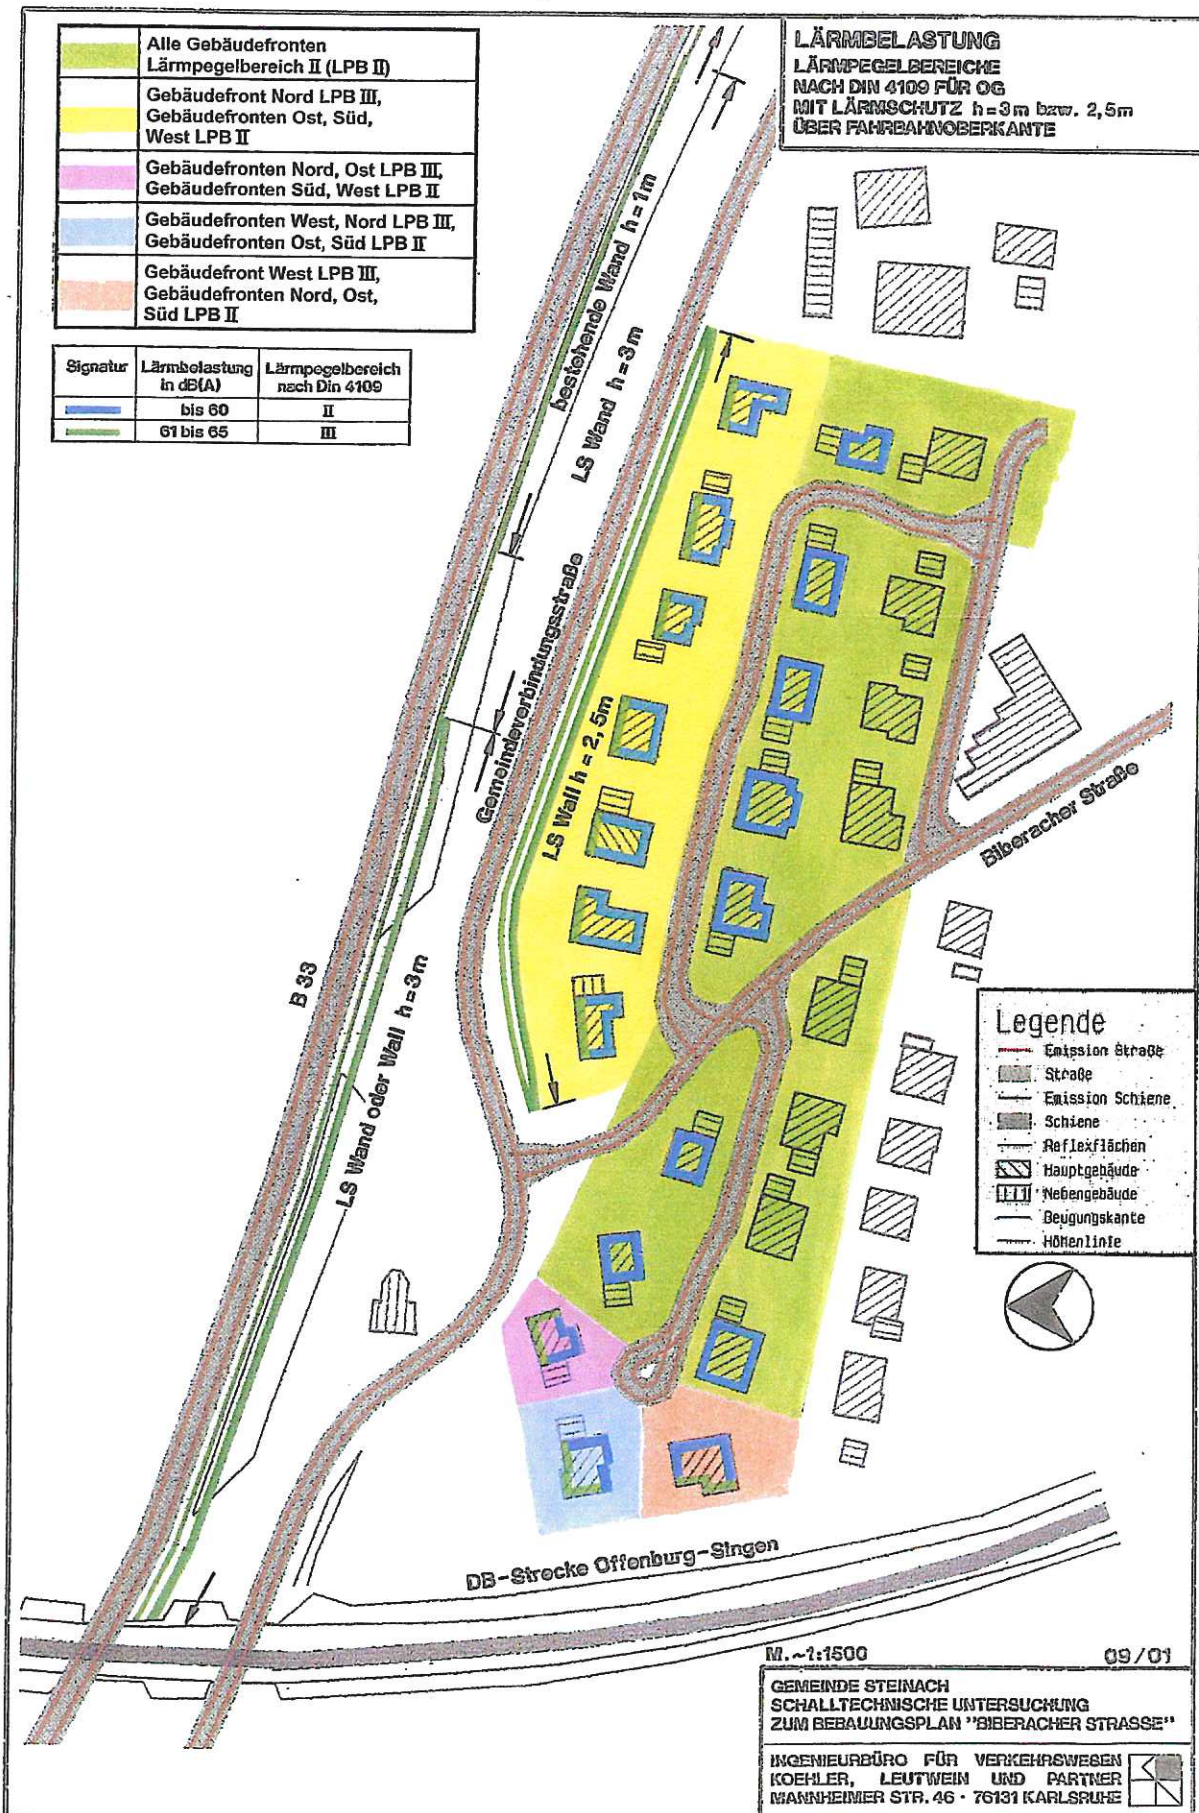 Alle Gebäudefronten
Lärmpegelbereich II (LPB II)
Gebäudefront Nord LPB III,
Gebäudefronten Ost, Süd,
West LPB II
Gebäudefronten Nord, Ost LPB III,
Gebäudefronten Süd, West LPB II
Gebäudefronten West, Nord LPB III,
Gebäudefronten Ost, Süd LPB II
Gebäudefront West LPB III,
Gebäudefronten Nord, Ost,
Süd LPB II
LÄRMBELASTUNG
LÄRMPEGELBEREICHE
NACH DIN 4109 FÜR OG
MIT LÄRMSCHUTZ h=3m bzw. 2,5m
ÜBER FAHRBAHNOBERKANTE
Signatur
Lärmbelastung
in dB(A)
Lärmpegelbereich
nach Din 4109
bis 60
II
61 bis 65
III
bestehende Wand h=1m
LS Wand h=3m
Gemeindeverbindungsstraße
LS Wall h=2,5m
B 33
LS Wand oder Wall h=3m
Biberacher Straße
DB-Strecke Offenburg-Singen
Legende
Emission Straße
Straße
Emission Schiene
Schiene
Reflexflächen
Hauptgebäude
Nebengebäude
Beugungskante
Höhenlinie
M.~1:1500
09/01
GEMEINDE STEINACH
SCHALLTECHNISCHE UNTERSUCHUNG
ZUM BEBAUUNGSPLAN "BIBERACHER STRASSE"
INGENIEURBÜRO FÜR VERKEHRSWESEN
KOEHLER, LEUTWEIN UND PARTNER
MANNHEIMER STR. 46 · 76131 KARLSRUHE